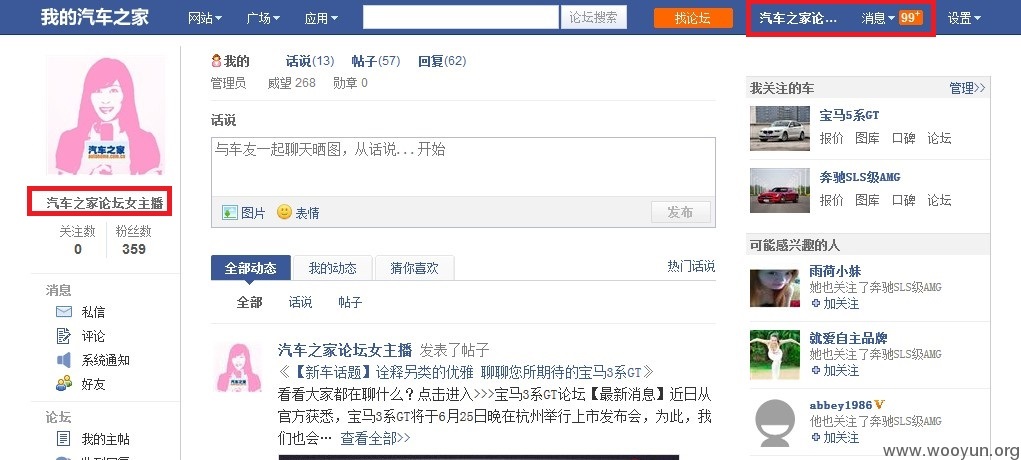 我的汽车之家 网站 广场 应用 论坛搜索 找论坛 汽车之家论… 消息 99+ 设置
汽车之家
autohome.com.cn
汽车之家论坛女主播
关注数 粉丝数
0 359
消息
私信
评论
系统通知
好友
论坛
我的主帖
我的 话说(13) 帖子(57) 回复(62)
管理员 威望 268 勋章 0
话说
与车友一起聊天晒图，从话说...开始
图片 表情 发布
全部动态 我的动态 猜你喜欢 热门话说
全部 话说 帖子
汽车之家论坛女主播 发表了帖子
《【新车话题】诠释另类的优雅 聊聊您所期待的宝马3系GT》
看看大家都在聊什么？点击进入>>>宝马3系GT论坛【最新消息】近日从
官方获悉，宝马3系GT将于6月25日晚在杭州举行上市发布会，为此，我
们也会… 查看全部>>
我关注的车 管理>>
宝马5系GT
报价 图库 口碑 论坛
奔驰SLS级AMG
报价 图库 口碑 论坛
可能感兴趣的人
雨荷小妹
她也关注了奔驰SLS级AMG
加关注
就爱自主品牌
她也关注了奔驰SLS级AMG
加关注
abbey1986
她也关注了奔驰SLS级AMG
加关注
www.wooyun.org